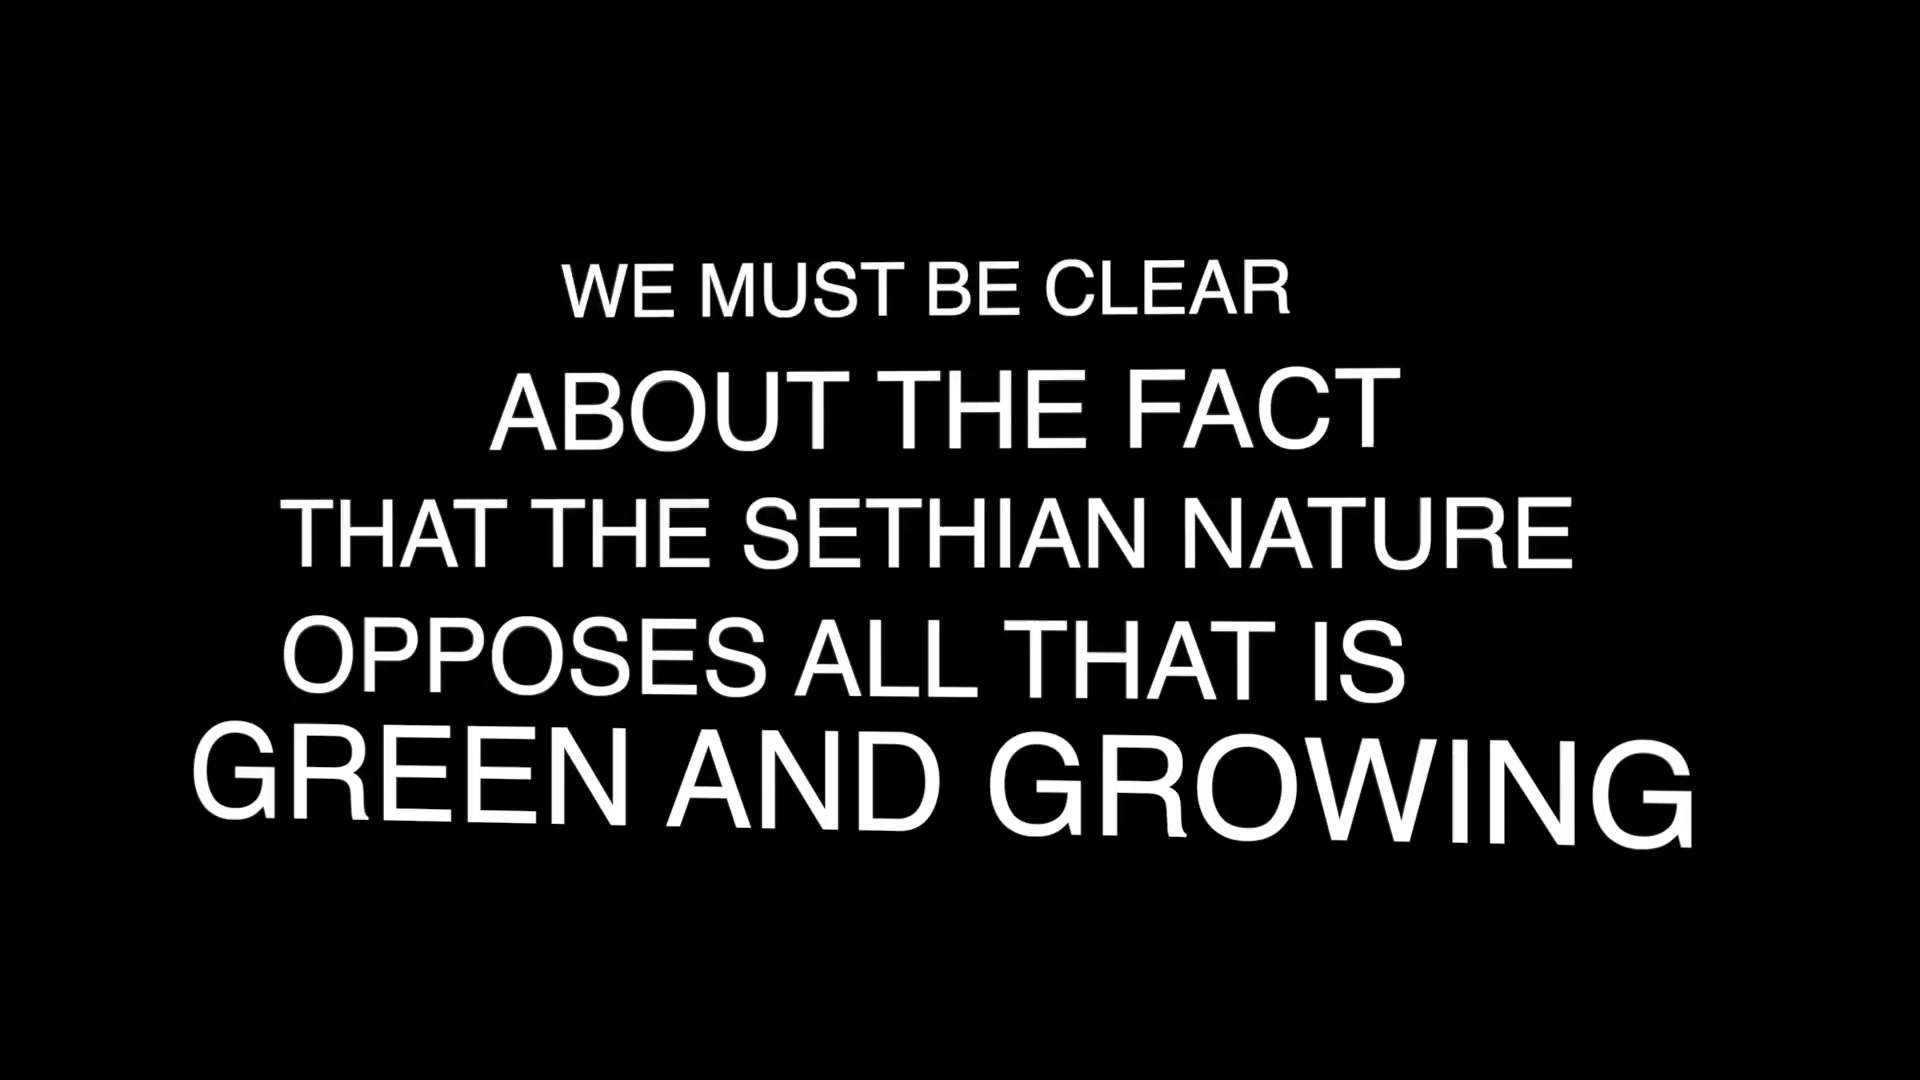 WE MUST BE CLEAR
ABOUT THE FACT
THAT THE SETHIAN NATURE
OPPOSES ALL THAT IS
GREEN AND GROWING